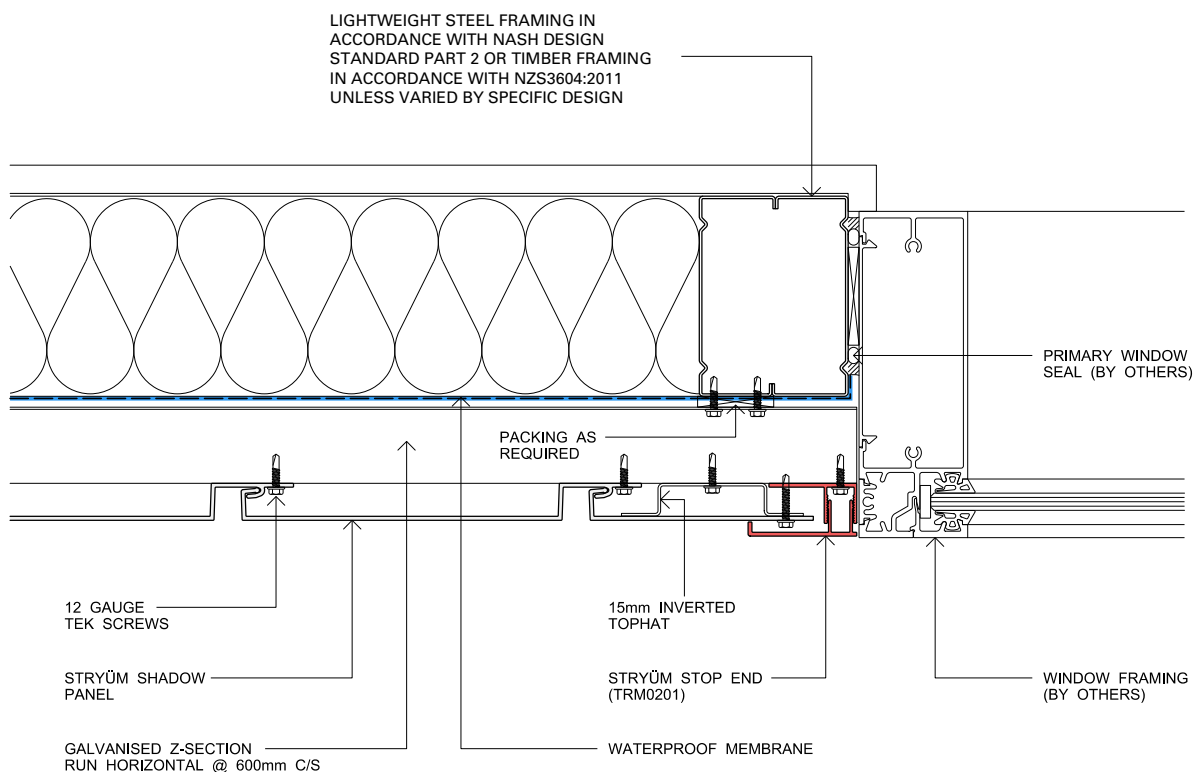 LIGHTWEIGHT STEEL FRAMING IN
ACCORDANCE WITH NASH DESIGN
STANDARD PART 2 OR TIMBER FRAMING
IN ACCORDANCE WITH NZS3604:2011
UNLESS VARIED BY SPECIFIC DESIGN
PRIMARY WINDOW
SEAL (BY OTHERS)
PACKING AS
REQUIRED
12 GAUGE
TEK SCREWS
15mm INVERTED
TOPHAT
STRYÜM SHADOW
PANEL
STRYÜM STOP END
(TRM0201)
WINDOW FRAMING
(BY OTHERS)
GALVANISED Z-SECTION
RUN HORIZONTAL @ 600mm C/S
WATERPROOF MEMBRANE